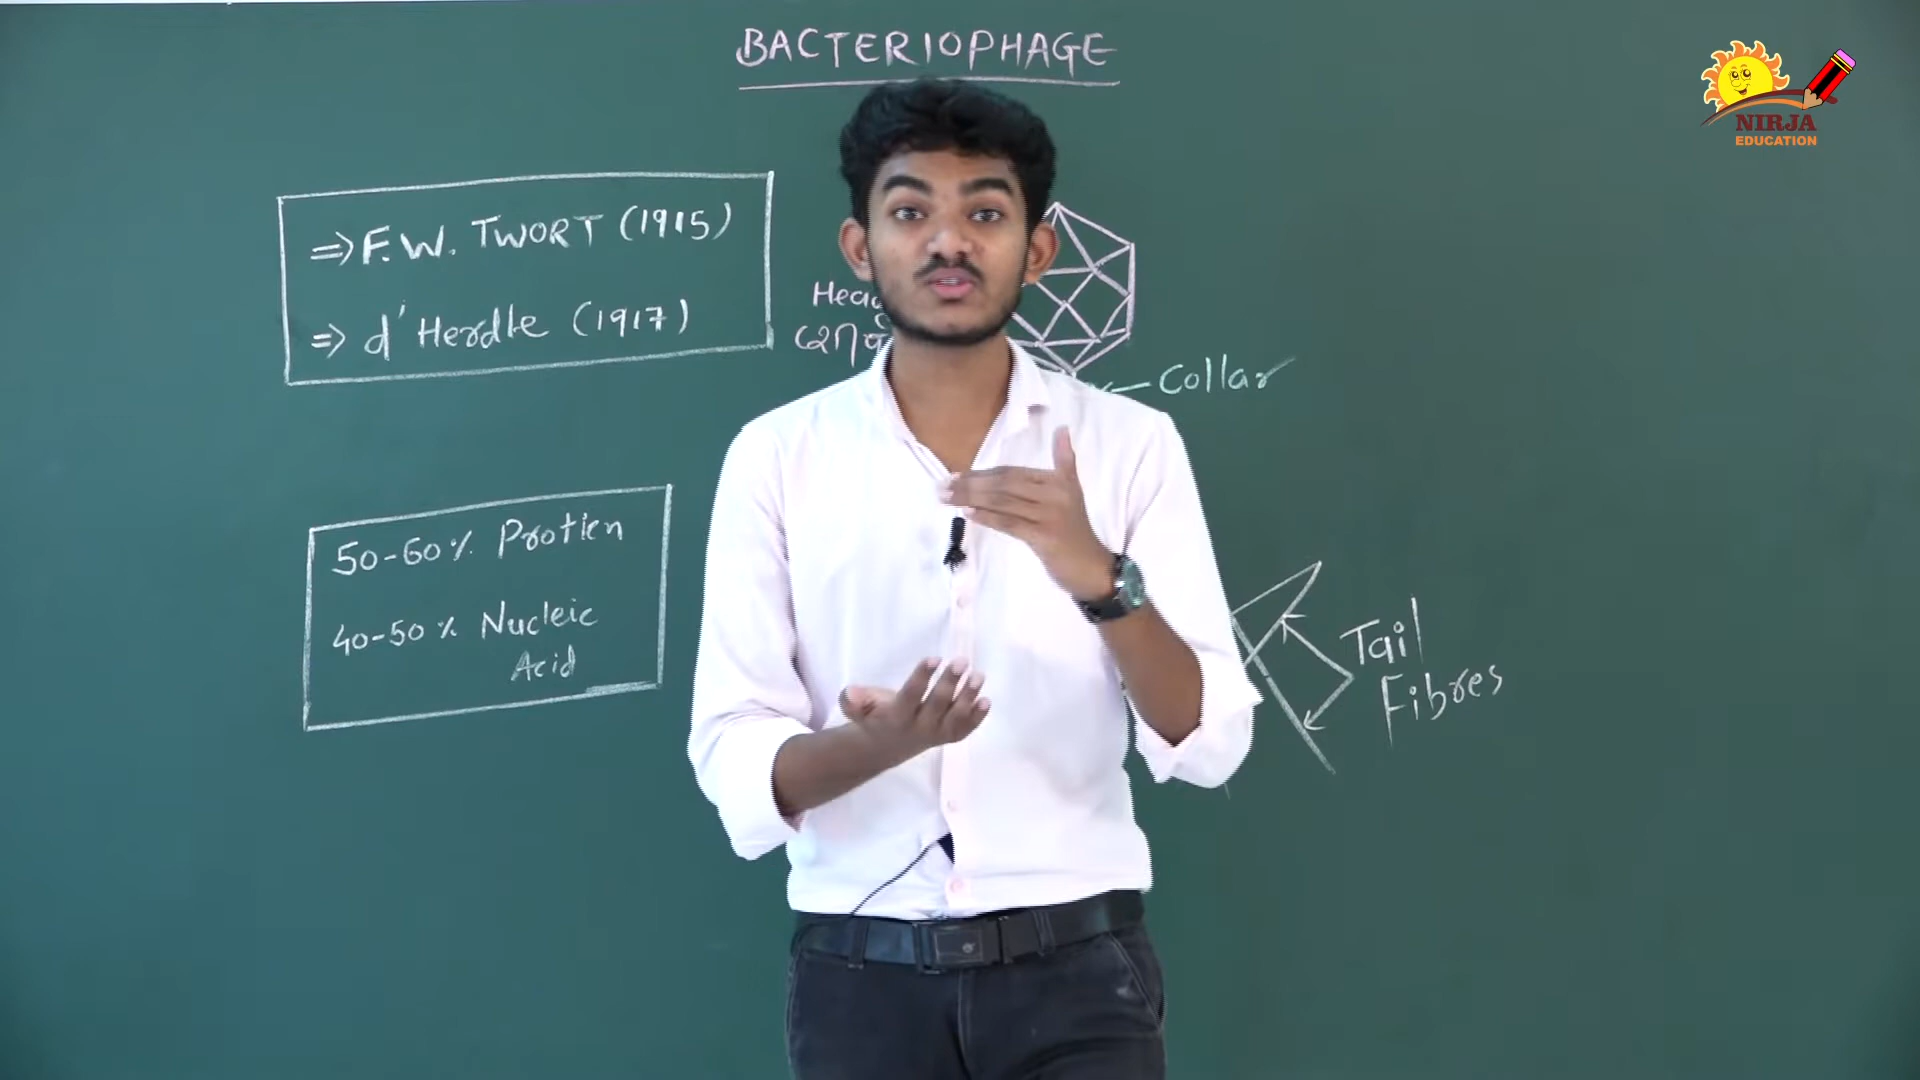 BACTERIOPHAGE
NIRJA
EDUCATION
⇒ F.W. TWORT (1915)
⇒ d'Herdle (1917)
Collar
50-60% Protien
40-50% Nucleic
Acid
Tail
Fibres